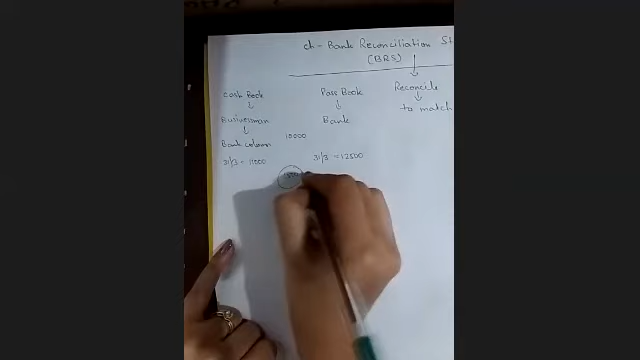 ch - Bank Reconciliation St
(BRS)
Cash Book
Pass Book
Reconcile
Businessman
Bank
to match
Bank column
10000
31/3 = 11000
31/3 = 12500